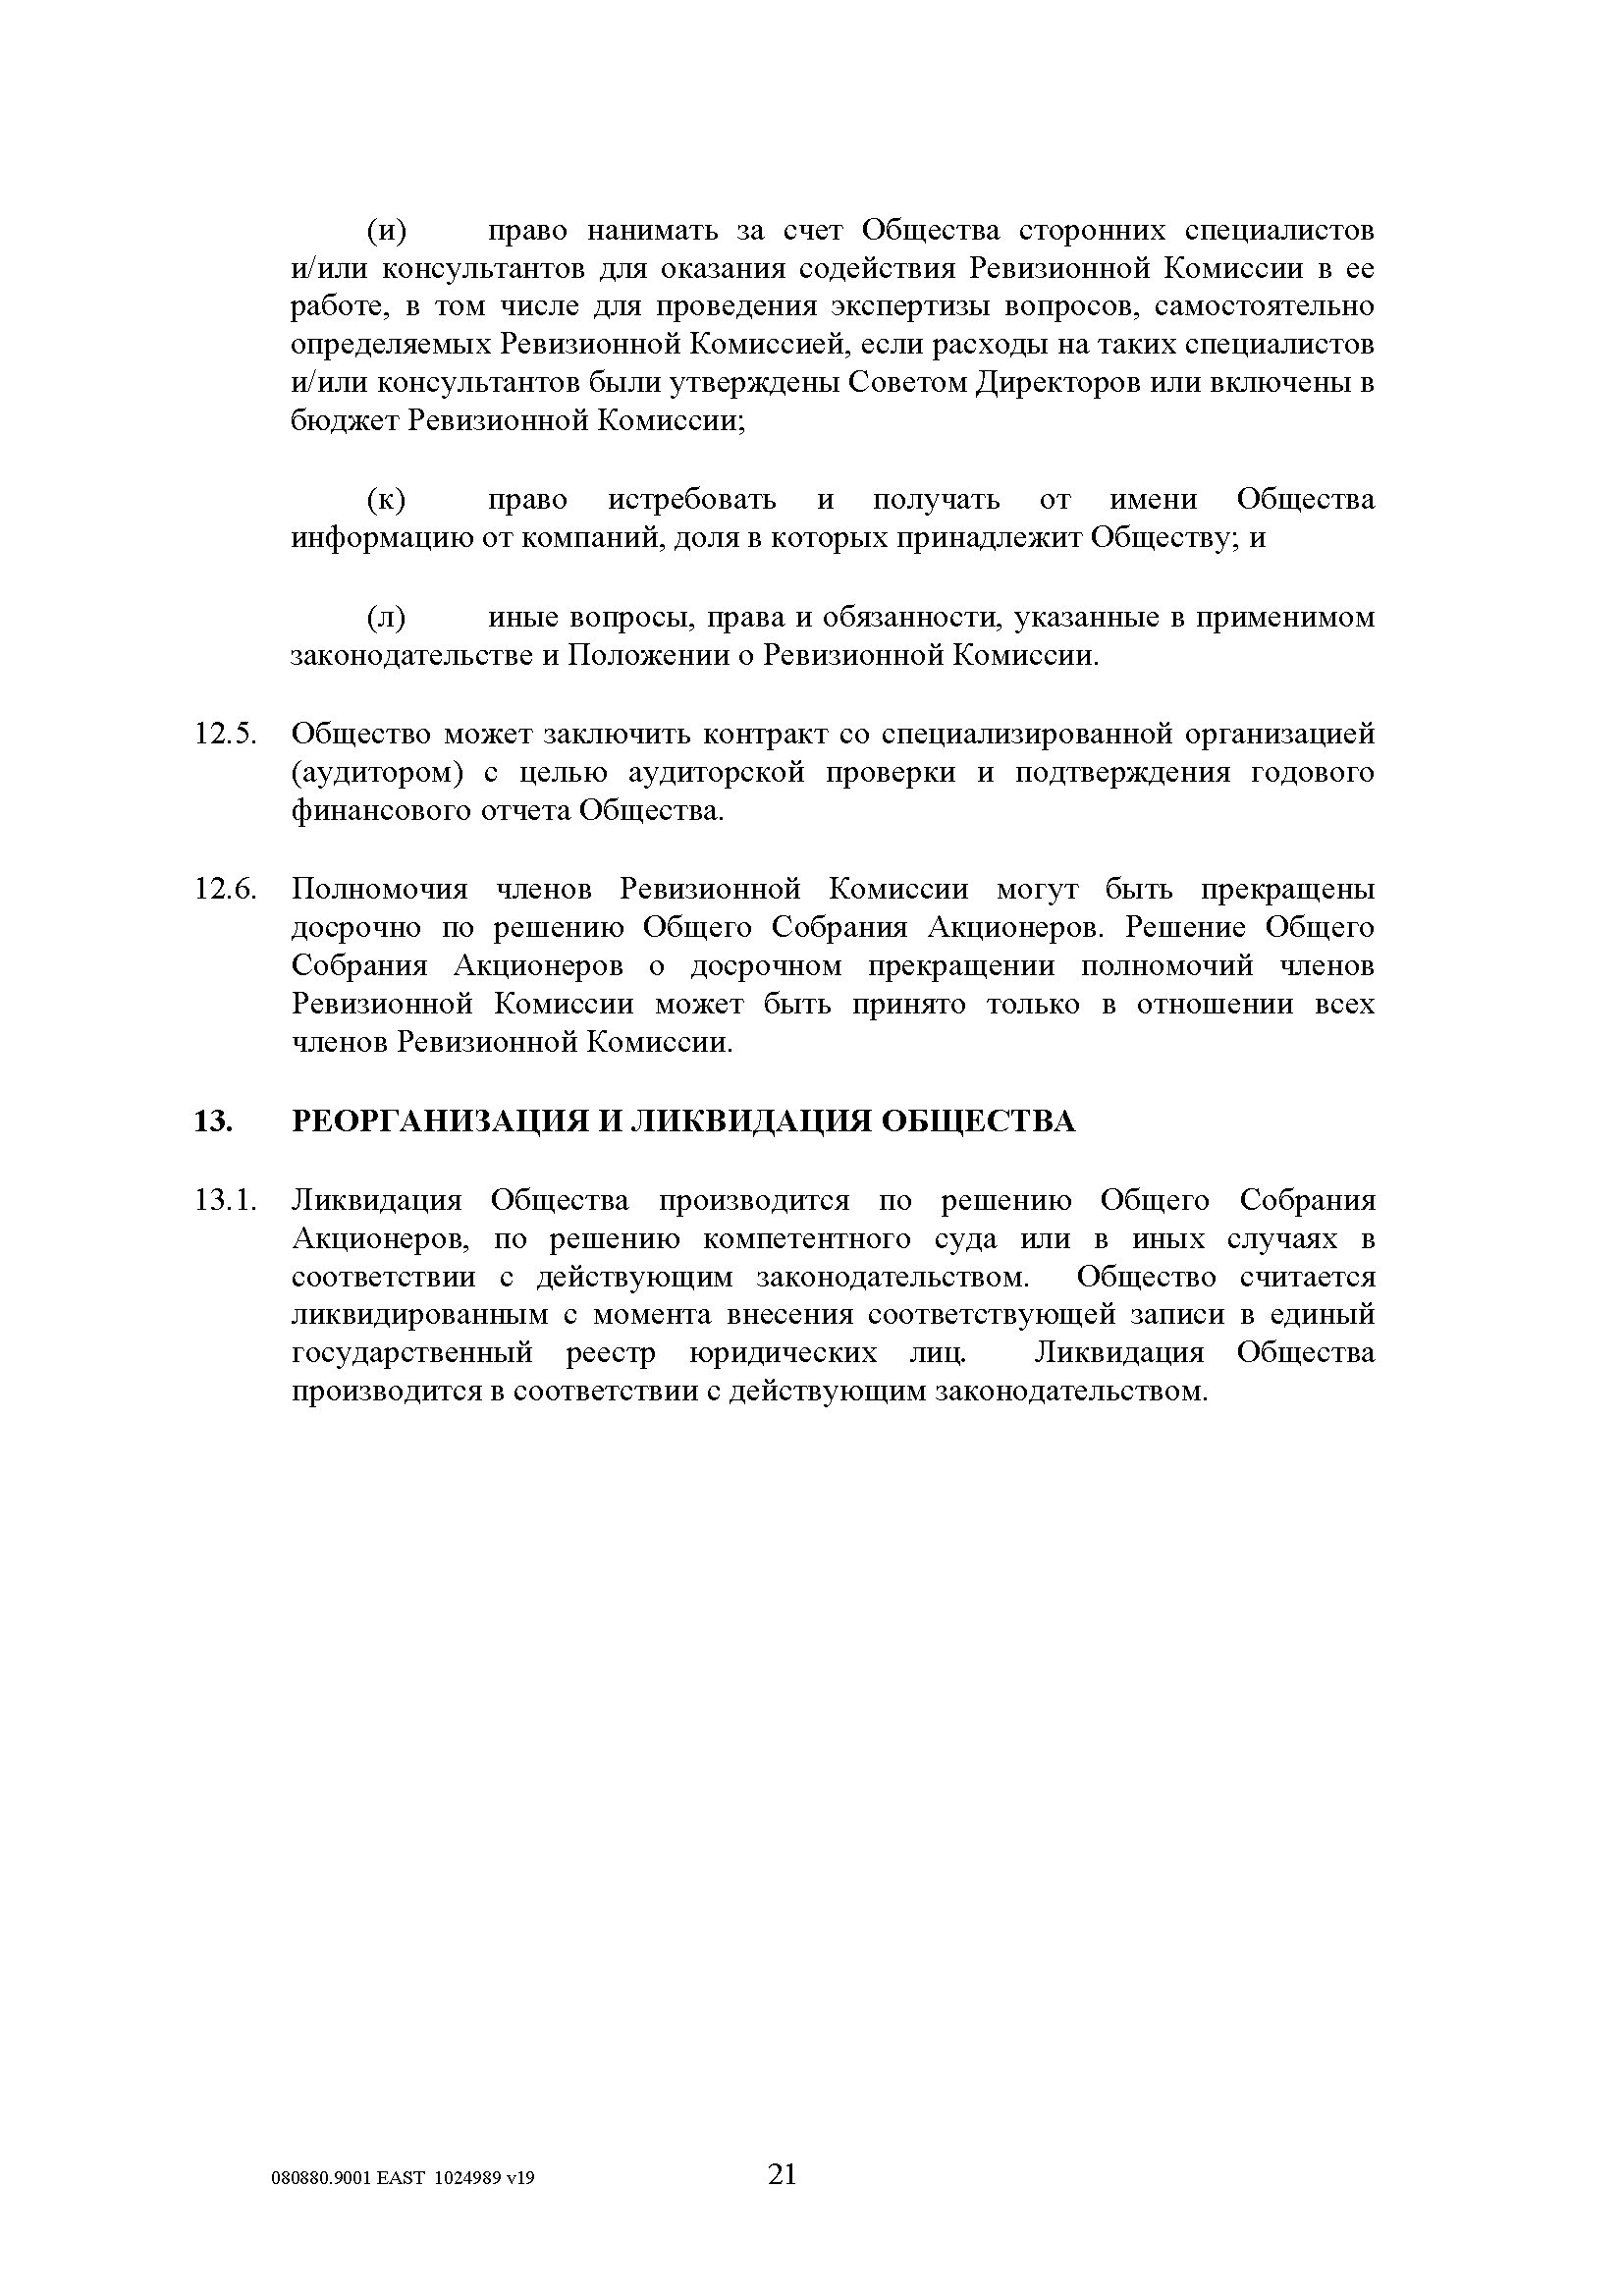 (и) право нанимать за счет Общества сторонних специалистов
и/или консультантов для оказания содействия Ревизионной Комиссии в ее
работе, в том числе для проведения экспертизы вопросов, самостоятельно
определяемых Ревизионной Комиссией, если расходы на таких специалистов
и/или консультантов были утверждены Советом Директоров или включены в
бюджет Ревизионной Комиссии;
(к) право истребовать и получать от имени Общества
информацию от компаний, доля в которых принадлежит Обществу; и
(л) иные вопросы, права и обязанности, указанные в применимом
законодательстве и Положении о Ревизионной Комиссии.
12.5. Общество может заключить контракт со специализированной организацией
(аудитором) с целью аудиторской проверки и подтверждения годового
финансового отчета Общества.
12.6. Полномочия членов Ревизионной Комиссии могут быть прекращены
досрочно по решению Общего Собрания Акционеров. Решение Общего
Собрания Акционеров о досрочном прекращении полномочий членов
Ревизионной Комиссии может быть принято только в отношении всех
членов Ревизионной Комиссии.
13. РЕОРГАНИЗАЦИЯ И ЛИКВИДАЦИЯ ОБЩЕСТВА
13.1. Ликвидация Общества производится по решению Общего Собрания
Акционеров, по решению компетентного суда или в иных случаях в
соответствии с действующим законодательством. Общество считается
ликвидированным с момента внесения соответствующей записи в единый
государственный реестр юридических лиц. Ликвидация Общества
производится в соответствии с действующим законодательством.
080880.9001 EAST 1024989 v19 21